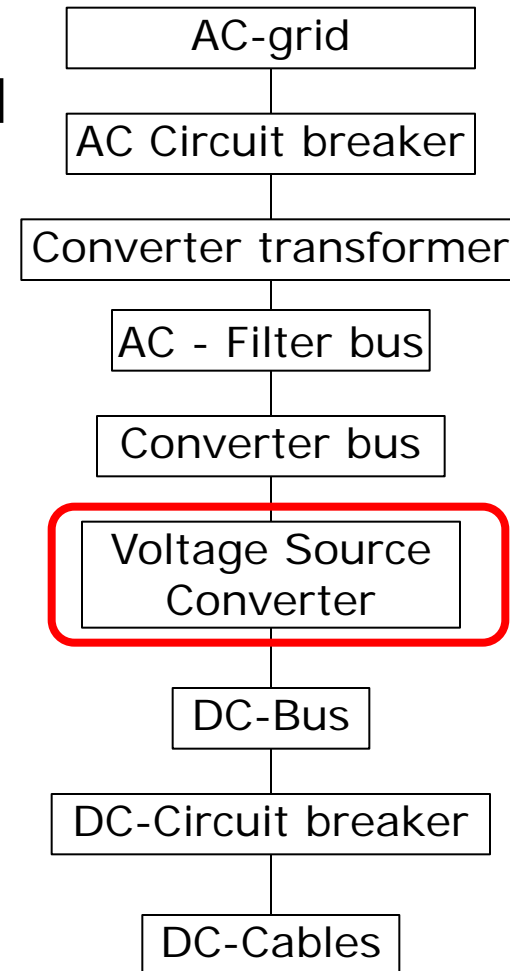 AC-grid
AC Circuit breaker
Converter transformer
AC - Filter bus
Converter bus
Voltage Source
Converter
DC-Bus
DC-Circuit breaker
DC-Cables